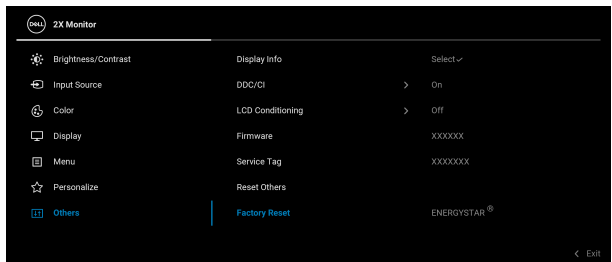 DELL 2X Monitor
Brightness/Contrast Display Info Select✓
Input Source DDC/CI > On
Color LCD Conditioning > Off
Display Firmware XXXXXX
Menu Service Tag XXXXXXX
Personalize Reset Others
Others Factory Reset ENERGYSTAR ®
< Exit